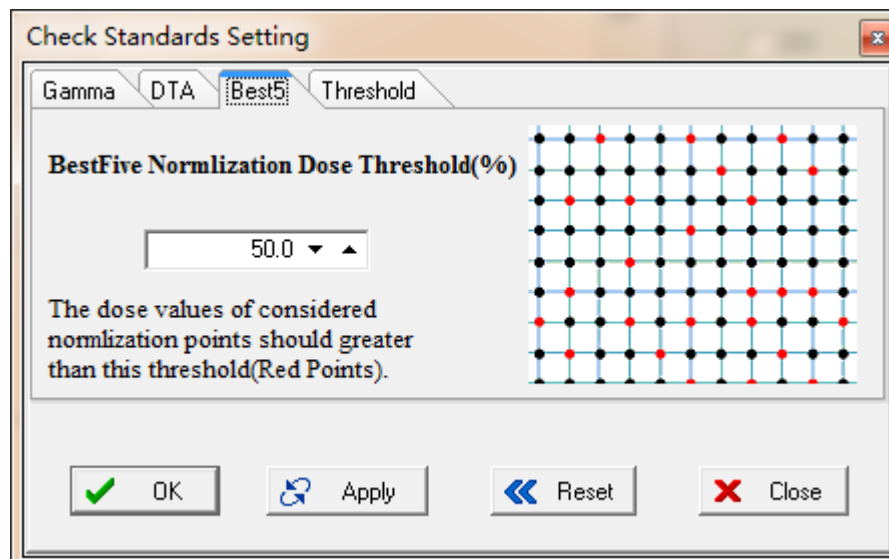 Check Standards Setting
Gamma DTA Best5 Threshold
BestFive Normlization Dose Threshold(%)
50.0
The dose values of considered
normlization points should greater
than this threshold(Red Points).
OK Apply Reset Close